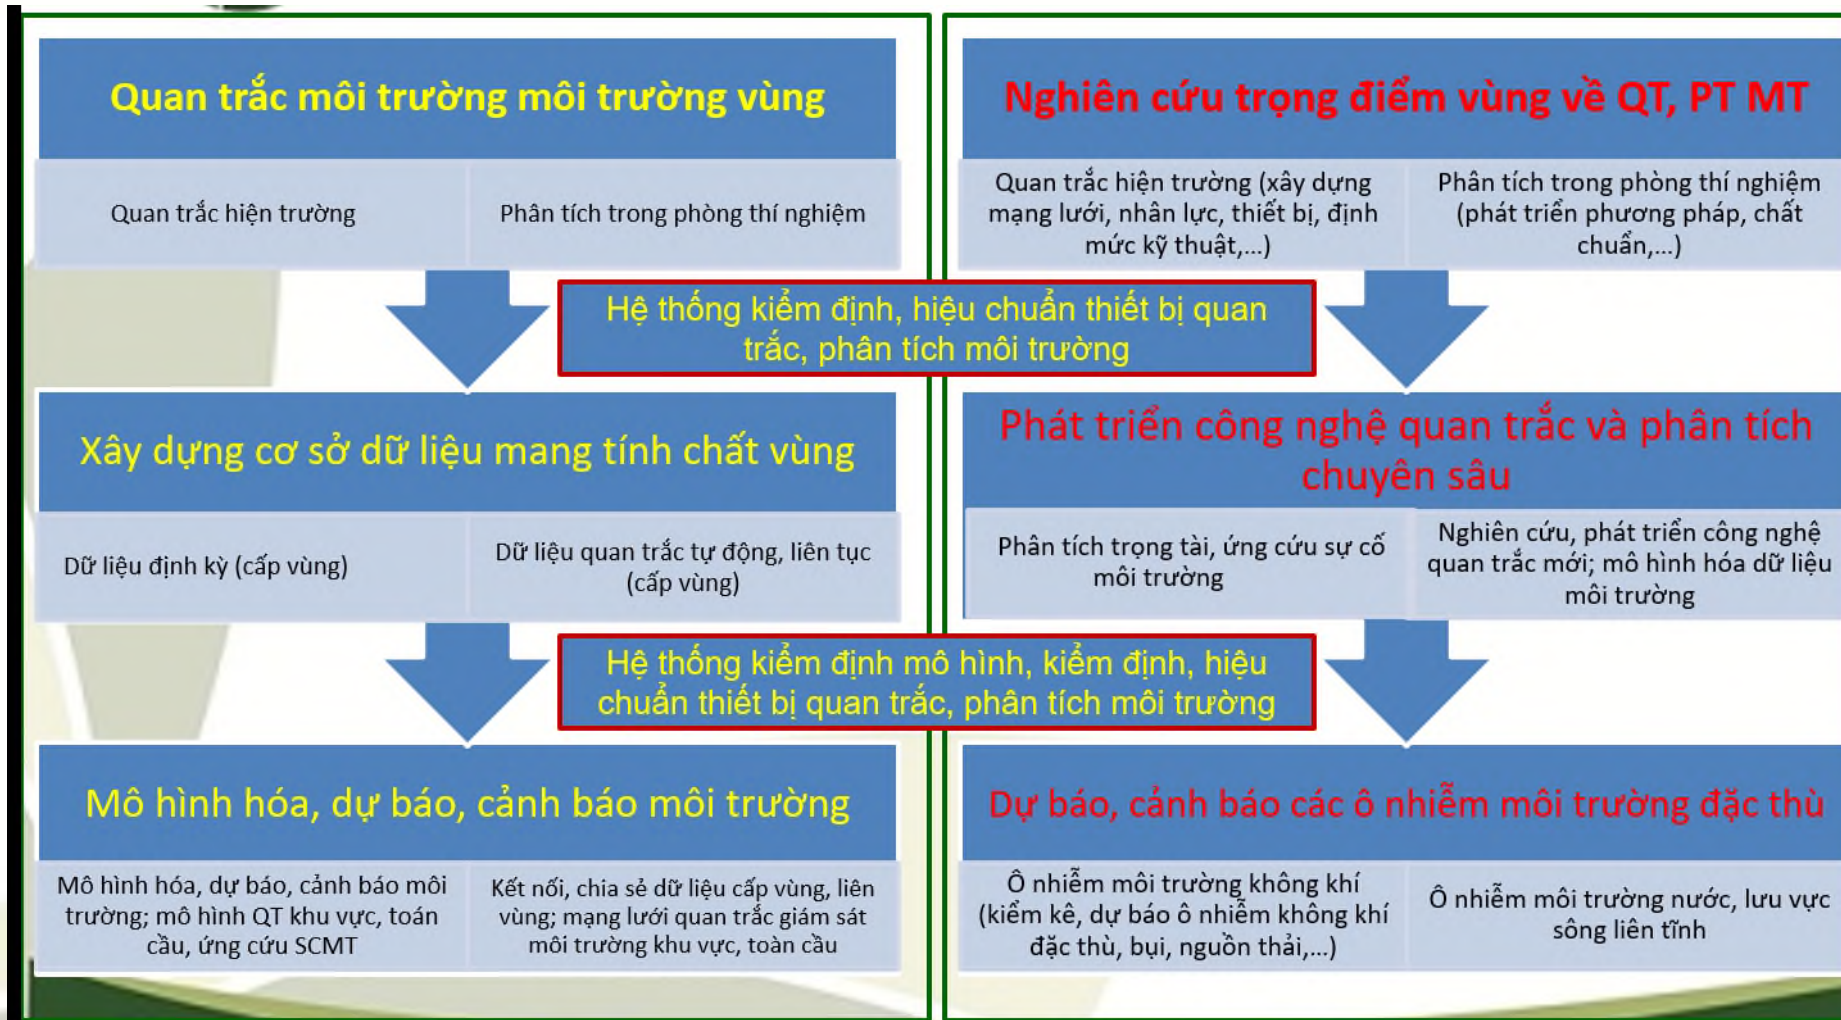 Quan trắc môi trường môi trường vùng
Quan trắc hiện trường
Phân tích trong phòng thí nghiệm
Nghiên cứu trọng điểm vùng về QT, PT MT
Quan trắc hiện trường (xây dựng
mạng lưới, nhân lực, thiết bị, định
mức kỹ thuật,...)
Phân tích trong phòng thí nghiệm
(phát triển phương pháp, chất
chuẩn,...)
Hệ thống kiểm định, hiệu chuẩn thiết bị quan
trắc, phân tích môi trường
Xây dựng cơ sở dữ liệu mang tính chất vùng
Dữ liệu định kỳ (cấp vùng)
Dữ liệu quan trắc tự động, liên tục
(cấp vùng)
Phát triển công nghệ quan trắc và phân tích
chuyên sâu
Phân tích trọng tài, ứng cứu sự cố
môi trường
Nghiên cứu, phát triển công nghệ
quan trắc mới; mô hình hóa dữ liệu
môi trường
Hệ thống kiểm định mô hình, kiểm định, hiệu
chuẩn thiết bị quan trắc, phân tích môi trường
Mô hình hóa, dự báo, cảnh báo môi trường
Mô hình hóa, dự báo, cảnh báo môi
trường; mô hình QT khu vực, toán
cầu, ứng cứu SCMT
Kết nối, chia sẻ dữ liệu cấp vùng, liên
vùng; mạng lưới quan trắc giám sát
môi trường khu vực, toàn cầu
Dự báo, cảnh báo các ô nhiễm môi trường đặc thù
Ô nhiễm môi trường không khí
(kiểm kê, dự báo ô nhiễm không khí
đặc thù, bụi, nguồn thải,...)
Ô nhiễm môi trường nước, lưu vực
sông liên tĩnh